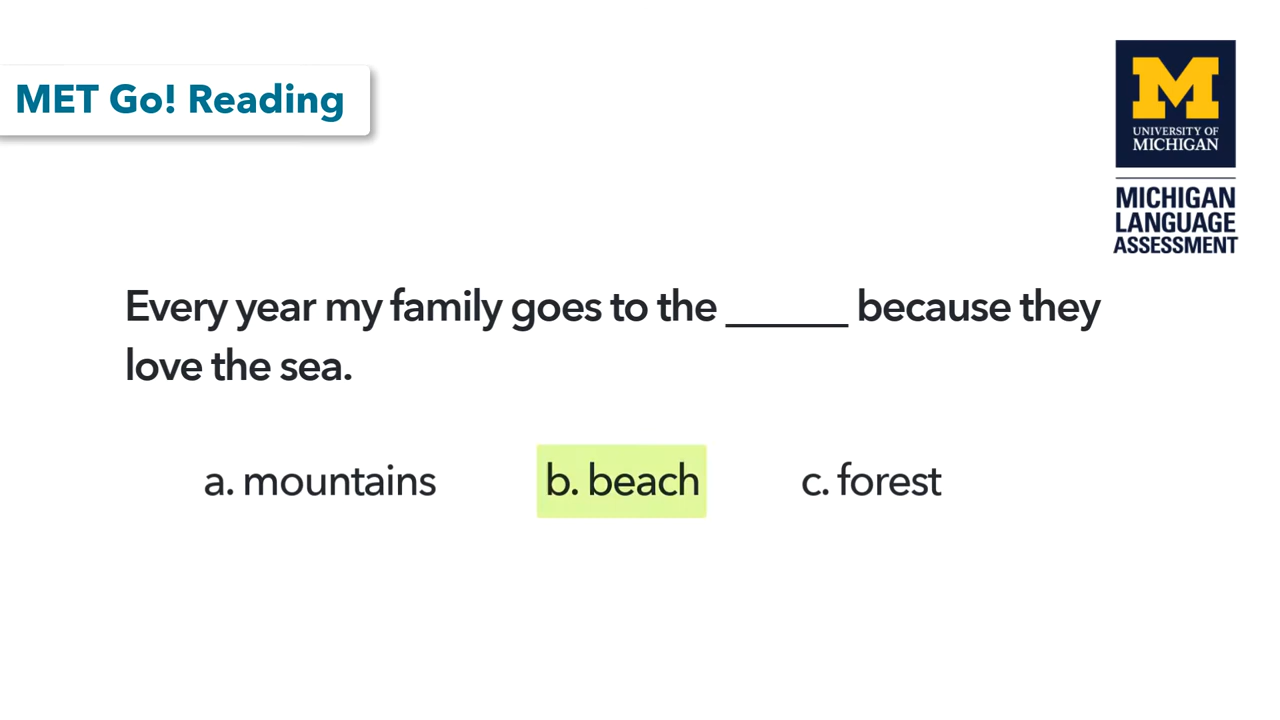 MET Go! Reading
M
UNIVERSITY OF
MICHIGAN
MICHIGAN
LANGUAGE
ASSESSMENT
Every year my family goes to the ______ because they
love the sea.
a. mountains b. beach c. forest